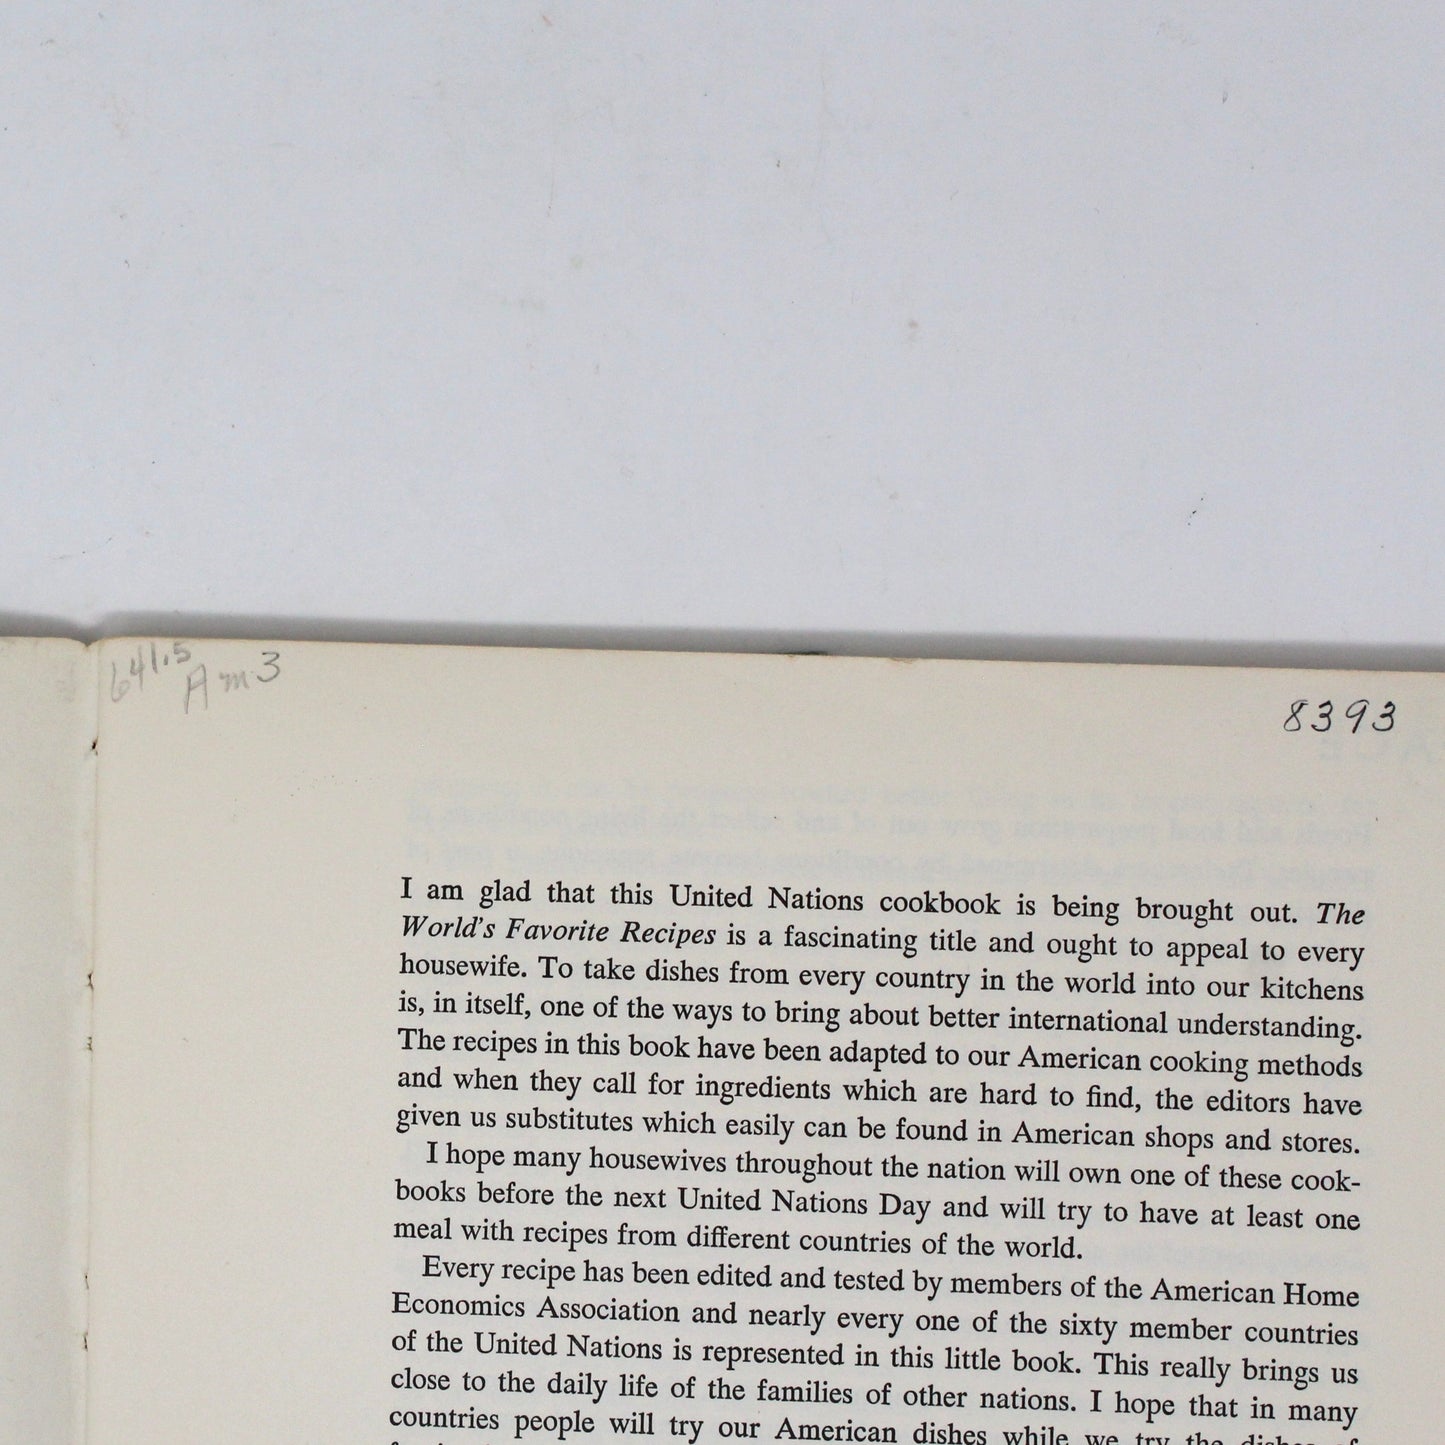 641.5
Am3
8393
I am glad that this United Nations cookbook is being brought out. The
World's Favorite Recipes is a fascinating title and ought to appeal to every
housewife. To take dishes from every country in the world into our kitchens
is, in itself, one of the ways to bring about better international understanding.
The recipes in this book have been adapted to our American cooking methods
and when they call for ingredients which are hard to find, the editors have
given us substitutes which easily can be found in American shops and stores.
I hope many housewives throughout the nation will own one of these cook-
books before the next United Nations Day and will try to have at least one
meal with recipes from different countries of the world.
Every recipe has been edited and tested by members of the American Home
Economics Association and nearly every one of the sixty member countries
of the United Nations is represented in this little book. This really brings us
close to the daily life of the families of other nations. I hope that in many
countries people will try our American dishes while we try the dishes of